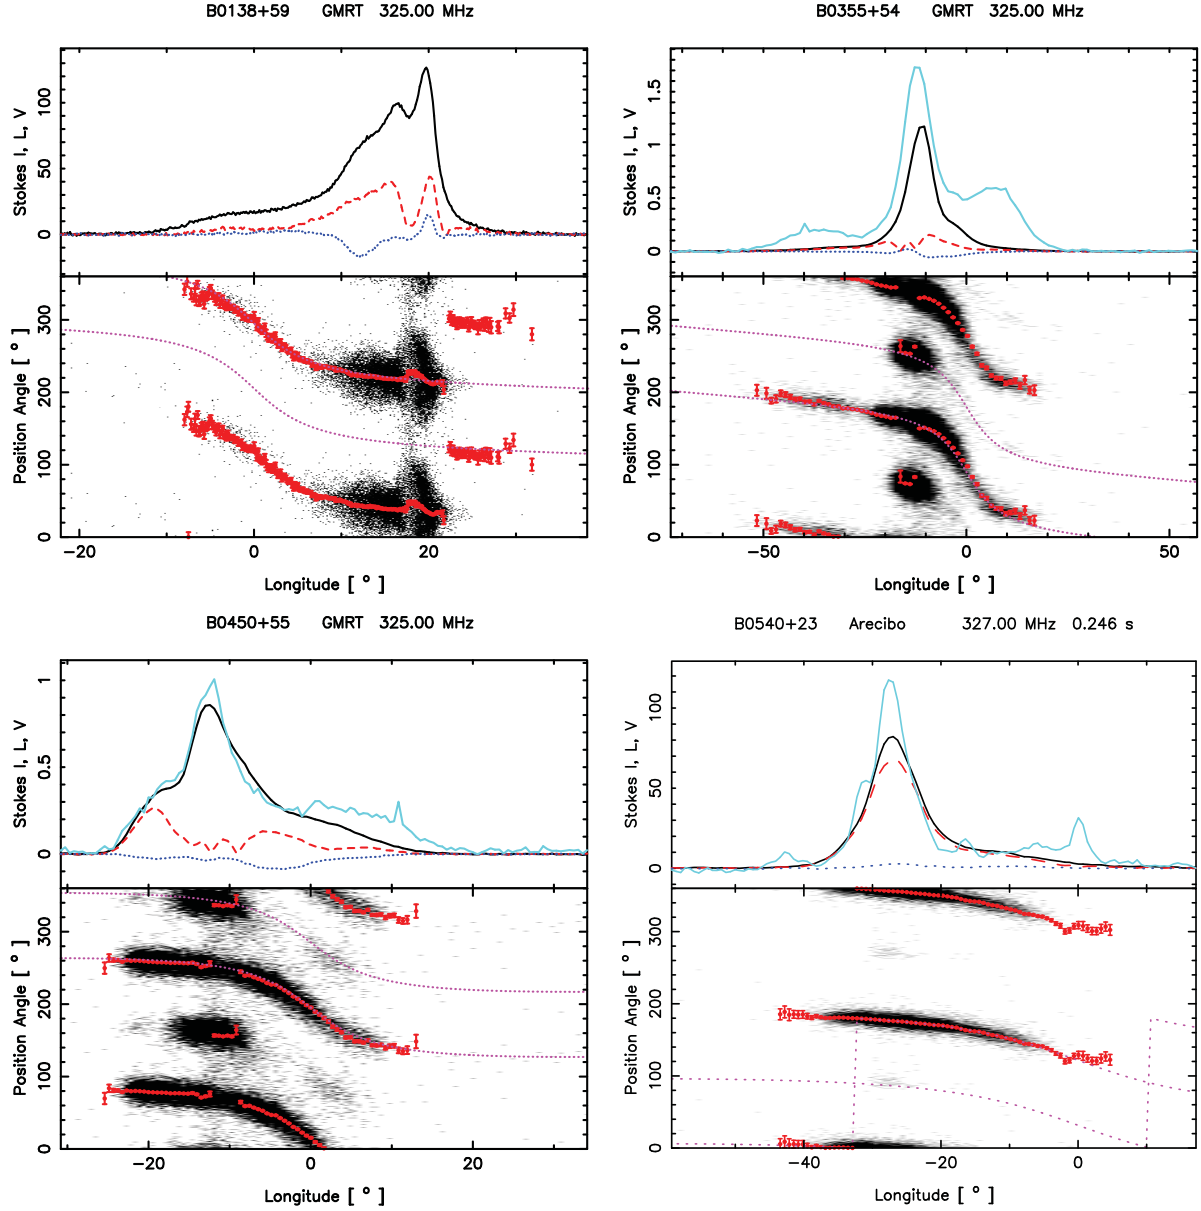 B0138+59 GMRT 325.00 MHz
Stokes I, L, V
0 50 100
Position Angle [ ° ]
0 100 200 300
−20 0 20
Longitude [ ° ]
B0355+54 GMRT 325.00 MHz
Stokes I, L, V
0 0.5 1 1.5
Position Angle [ ° ]
0 100 200 300
−50 0 50
Longitude [ ° ]
B0450+55 GMRT 325.00 MHz
Stokes I, L, V
0 0.5 1
Position Angle [ ° ]
0 100 200 300
−20 0 20
Longitude [ ° ]
B0540+23 Arecibo 327.00 MHz 0.246 s
Stokes I, L, V
0 50 100
Position Angle [ ° ]
0 100 200 300
−40 −20 0
Longitude [ ° ]